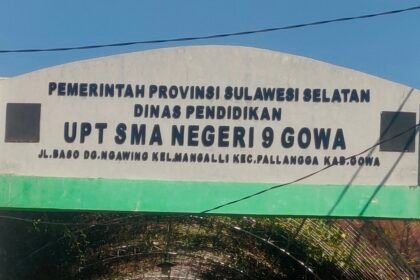 PEMERINTAH PROVINSI SULAWESI SELATAN
DINAS PENDIDIKAN
UPT SMA NEGERI 9 GOWA
JL.BASO DG.NGAWING KEL.MANGALLI KEC.PALLANGGA KAB.GOWA